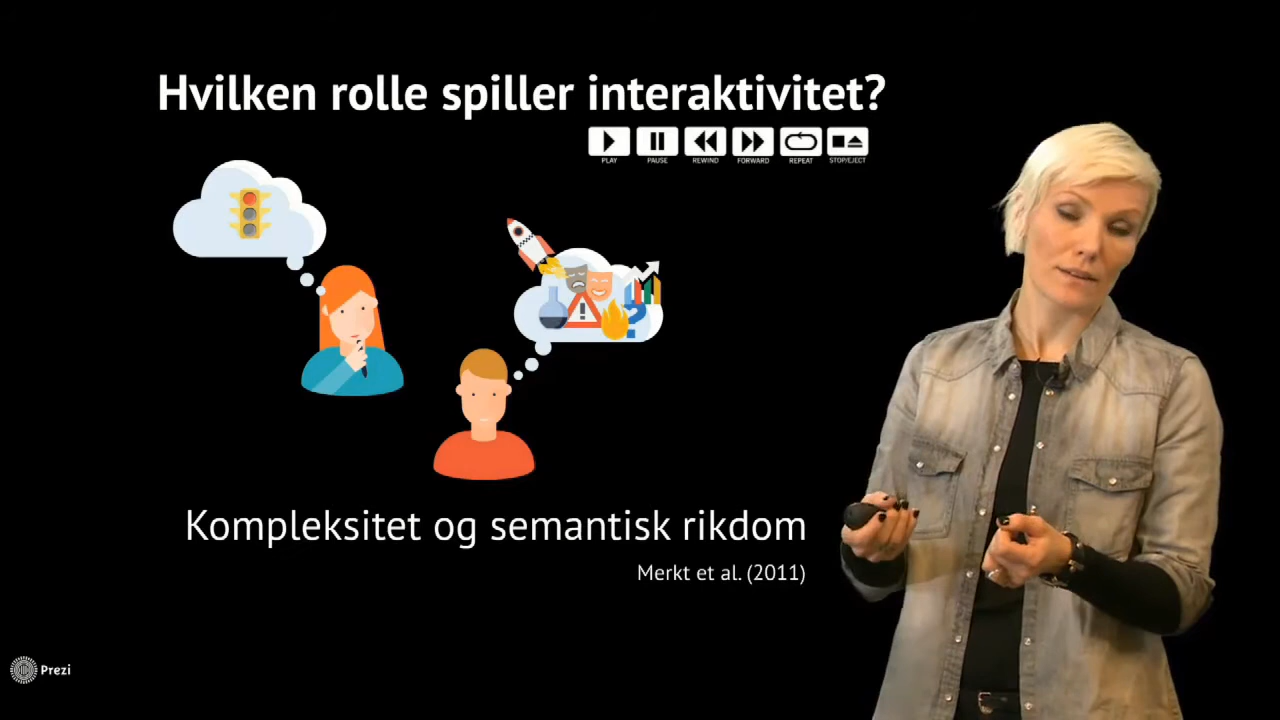 Hvilken rolle spiller interaktivitet?
PLAY PAUSE REWIND FORWARD REPEAT STOP/EJECT
Kompleksitet og semantisk rikdom
Merkt et al. (2011)
Prezi